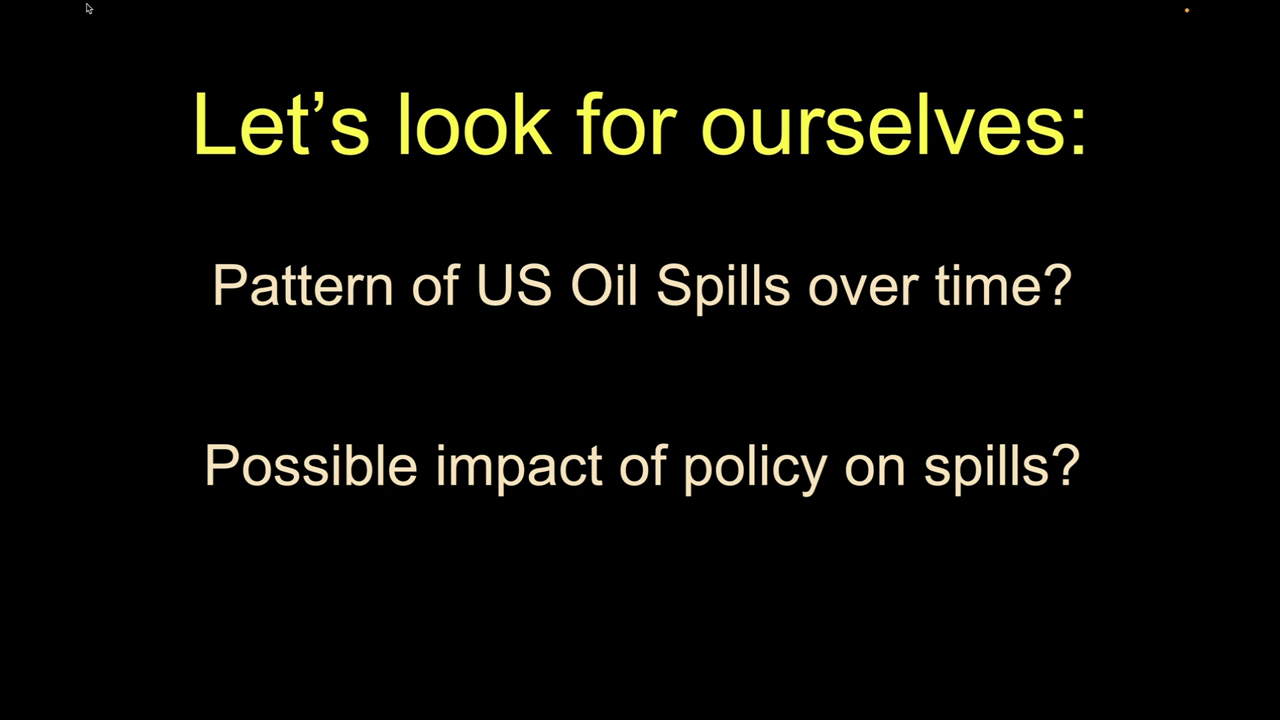 Let’s look for ourselves:
Pattern of US Oil Spills over time?
Possible impact of policy on spills?